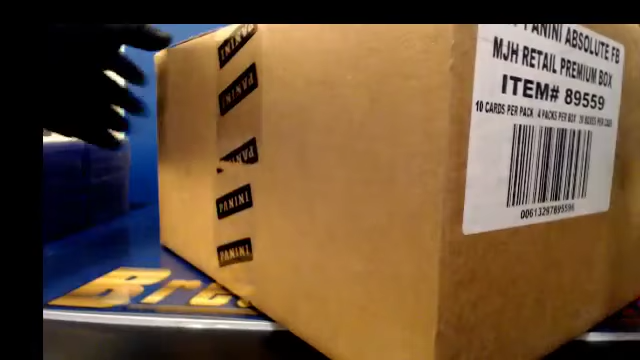 PANINI
PANINI
PANINI
PANINI
PANINI
PANINI ABSOLUTE FB
MJH RETAIL PREMIUM BOX
ITEM# 89559
10 CARDS PER PACK 4 PACKS PER BOX 20 BOXES PER CASE
Bre